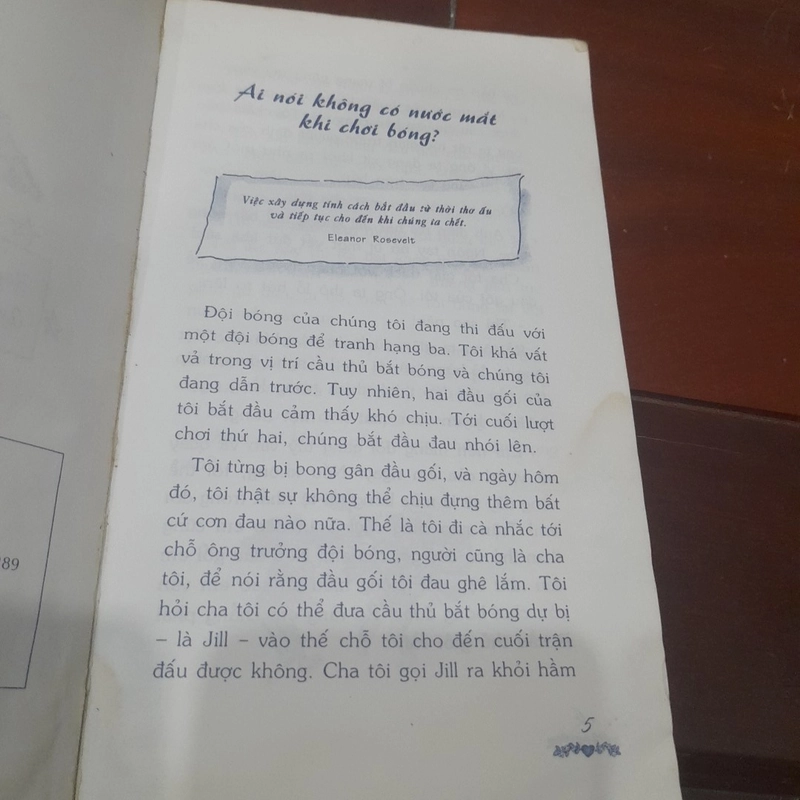 Ai nói không có nước mắt
khi chơi bóng?
Việc xây dựng tính cách bắt đầu từ thời thơ ấu
và tiếp tục cho đến khi chúng ta chết.
Eleanor Rosevelt
Đội bóng của chúng tôi đang thi đấu với
một đội bóng để tranh hạng ba. Tôi khá vất
vả trong vị trí cầu thủ bắt bóng và chúng tôi
đang dẫn trước. Tuy nhiên, hai đầu gối của
tôi bắt đầu cảm thấy khó chịu. Tới cuối lượt
chơi thứ hai, chúng bắt đầu đau nhói lên.
Tôi từng bị bong gân đầu gối, và ngày hôm
đó, tôi thật sự không thể chịu đựng thêm bất
cứ cơn đau nào nữa. Thế là tôi đi cà nhắc tới
chỗ ông trưởng đội bóng, người cũng là cha
tôi, để nói rằng đầu gối tôi đau ghê lắm. Tôi
hỏi cha tôi có thể đưa cầu thủ bắt bóng dự bị
– là Jill – vào thế chỗ tôi cho đến cuối trận
đấu được không. Cha tôi gọi Jill ra khỏi hầm
5
89